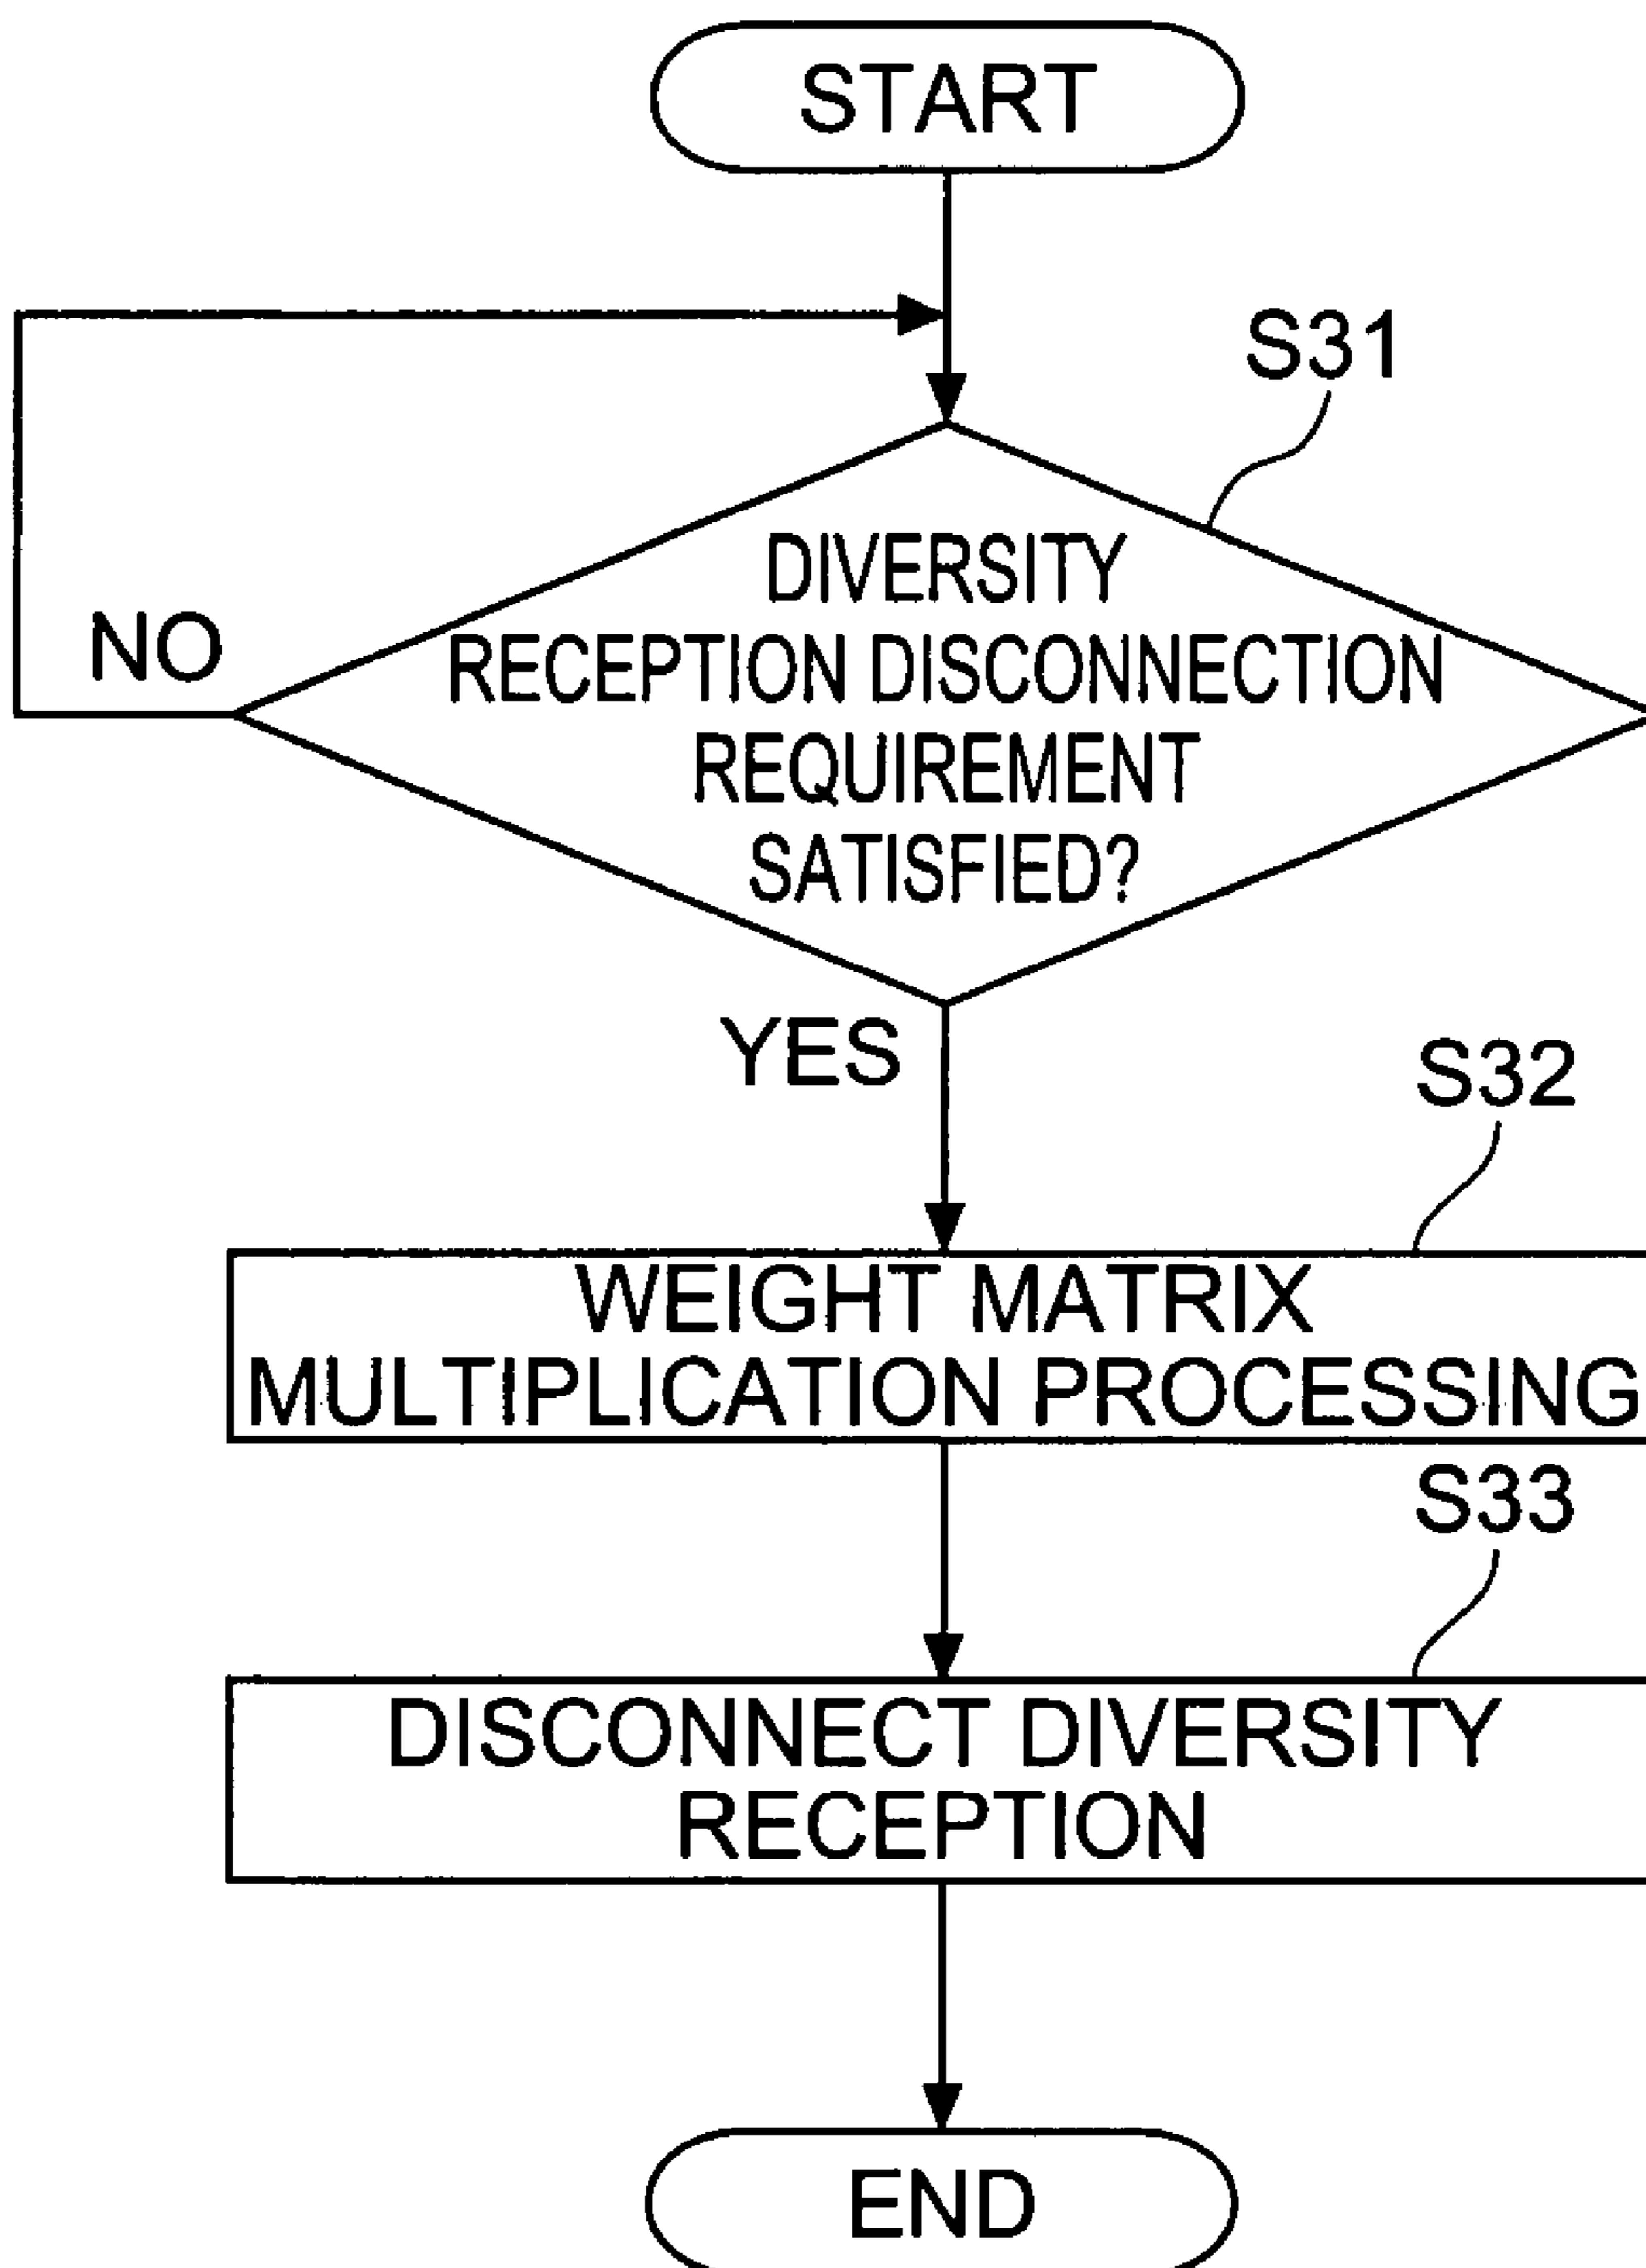 START
S31
DIVERSITY
RECEPTION DISCONNECTION
REQUIREMENT
SATISFIED?
NO
YES
S32
WEIGHT MATRIX
MULTIPLICATION PROCESSING
S33
DISCONNECT DIVERSITY
RECEPTION
END